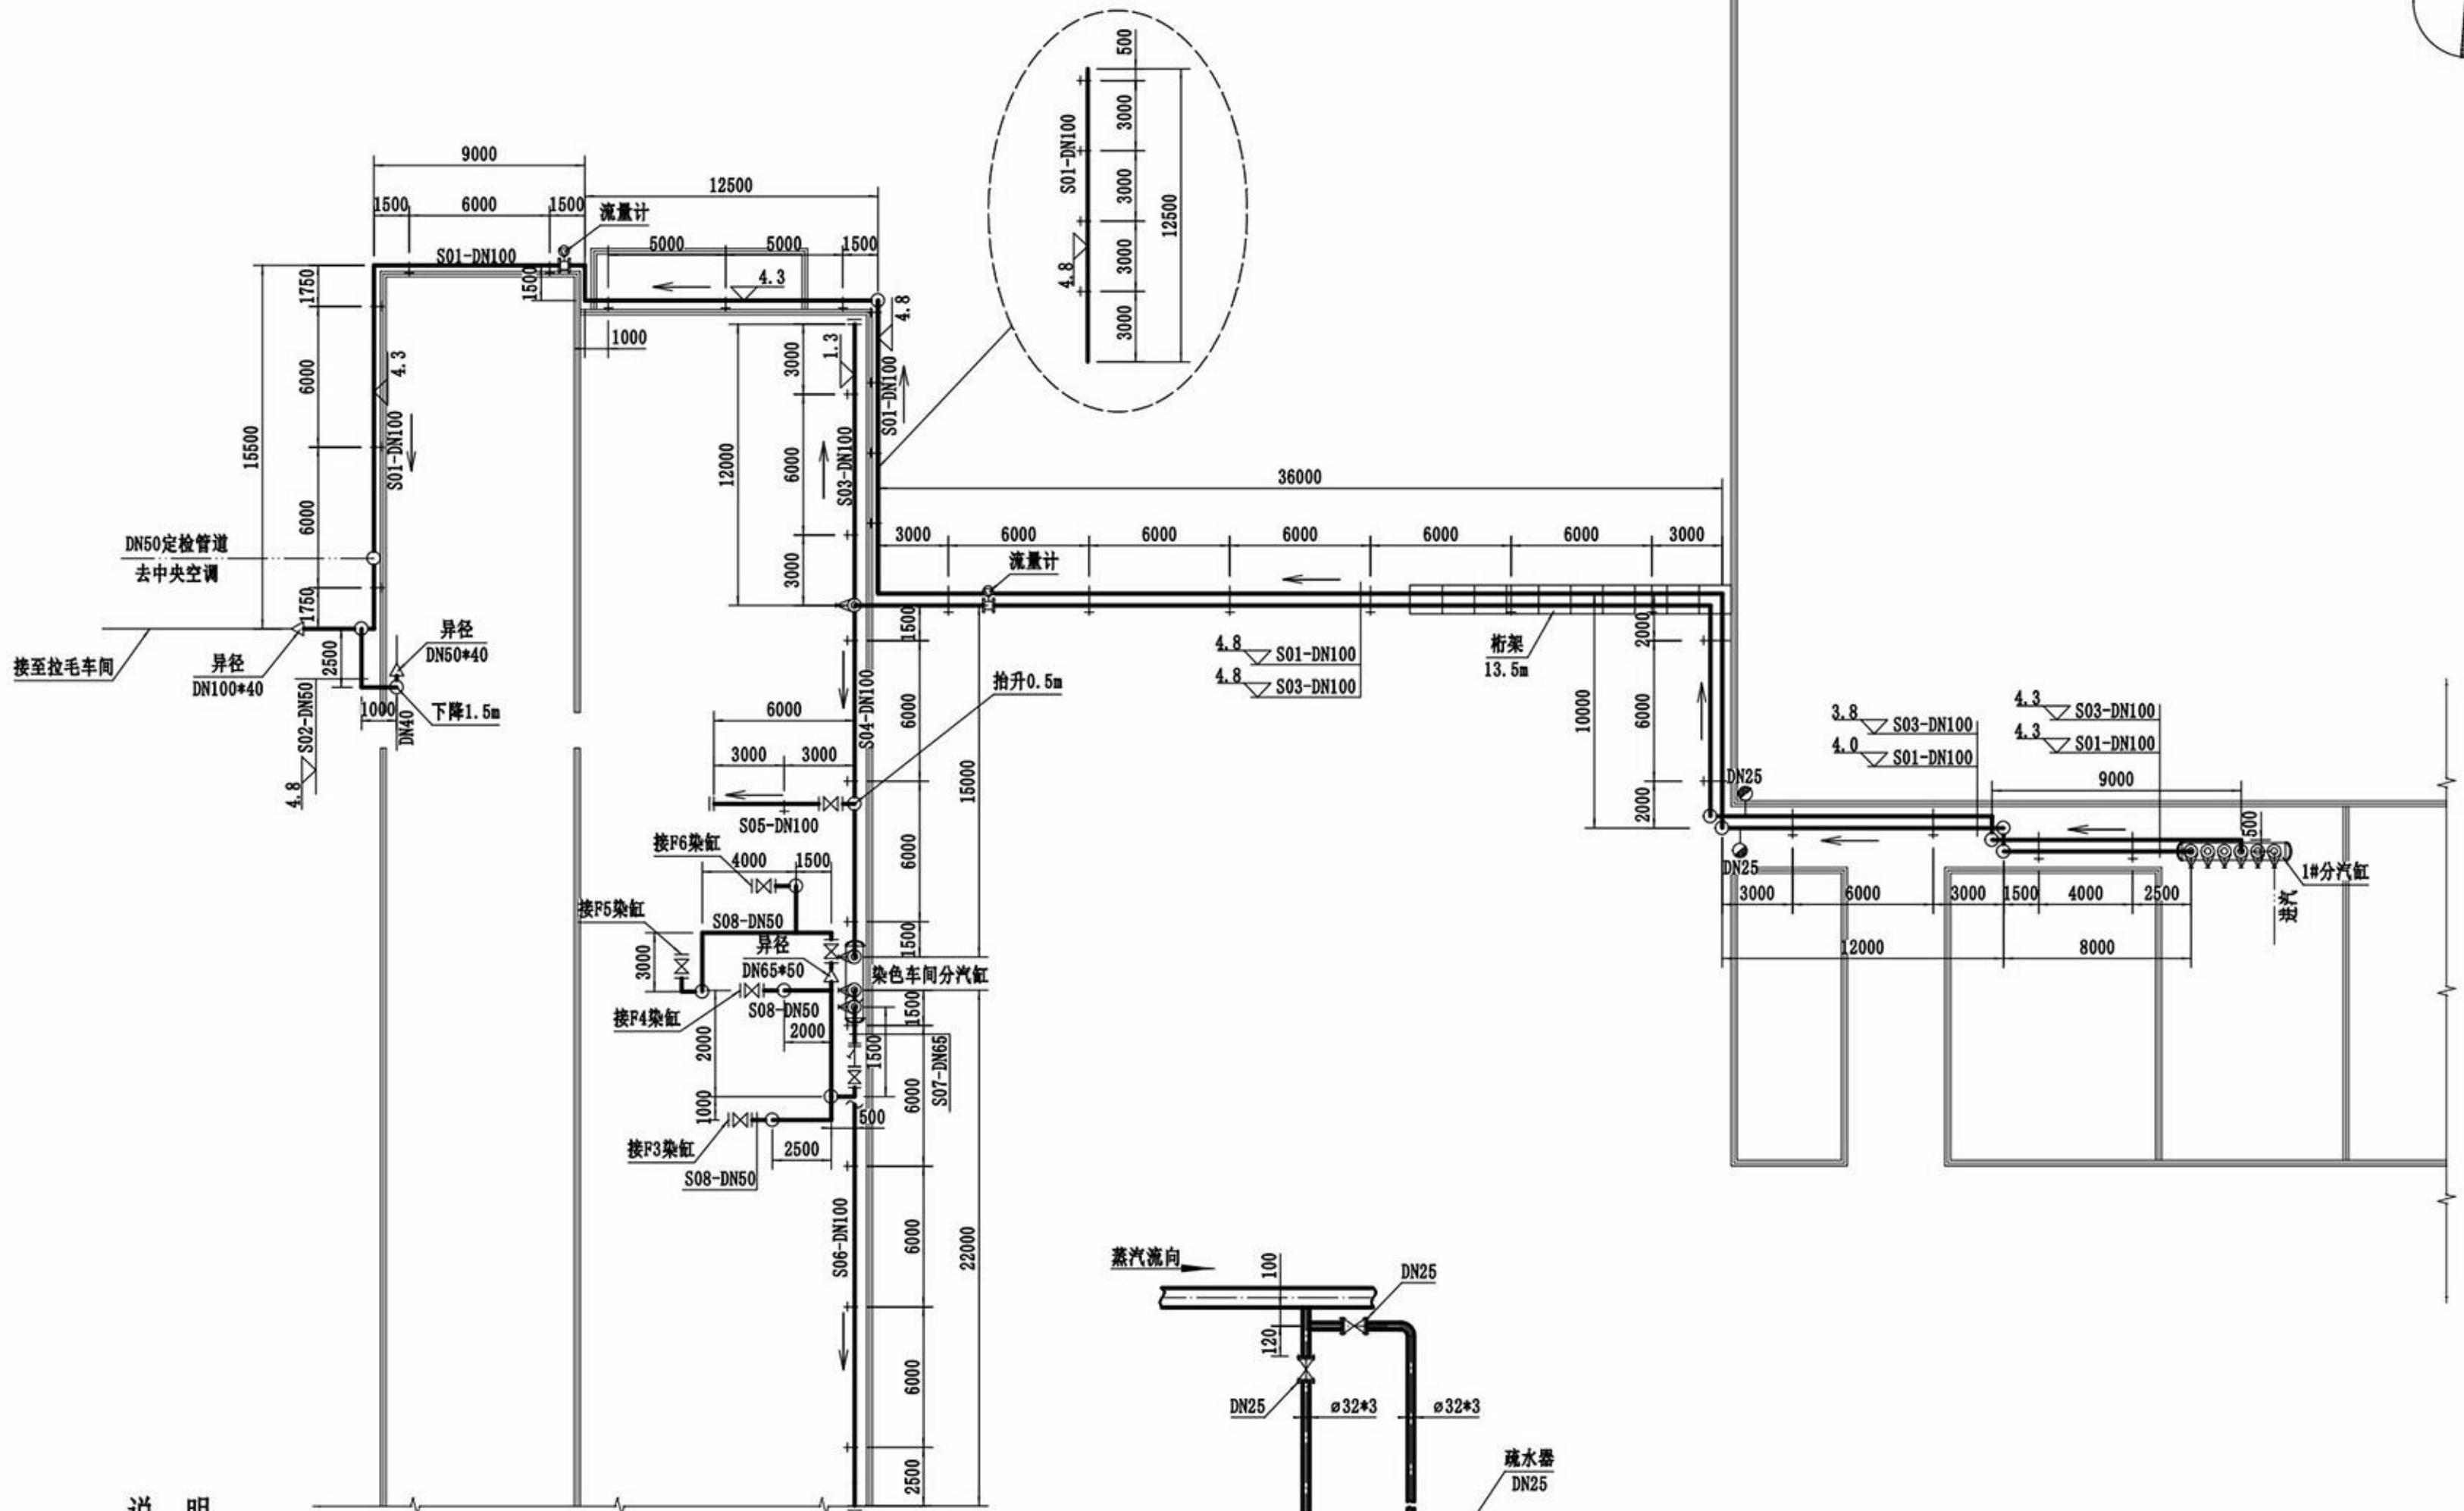 500
3000
3000
3000
3000
12500
S01-DN100
4.8
9000
12500
1500
6000
1500
流量计
S01-DN100
1500
5000
5000
1500
4.3
4.8
1000
1750
6000
6000
1750
15500
4.3
S01-DN100
12000
3000
6000
3000
1.3
S03-DN100
S01-DN100
36000
3000
6000
6000
6000
6000
6000
3000
流量计
DN50定检管道
去中央空调
接至拉毛车间
异径
DN100*40
2500
异径
DN50*40
1000
DN40
下降1.5m
S02-DN50
4.8
4.8
S01-DN100
4.8
S03-DN100
桁架
13.5m
2000
6000
2000
10000
抬升0.5m
1500
6000
6000
1500
15000
S04-DN100
6000
3000
3000
S05-DN100
3.8
S03-DN100
4.0
S01-DN100
4.3
S03-DN100
4.3
S01-DN100
9000
500
DN25
DN25
1#分汽缸
进汽
3000
6000
3000
1500
4000
2500
12000
8000
接F6染缸
4000
1500
接F5染缸
S08-DN50
异径
DN65*50
3000
染色车间分汽缸
接F4染缸
S08-DN50
2000
2000
1000
1500
1500
S07-DN65
6000
500
接F3染缸
2500
S08-DN50
S06-DN100
6000
6000
2500
22000
蒸汽流向
100
120
DN25
DN25
ø32*3
ø32*3
疏水器
DN25
说 明